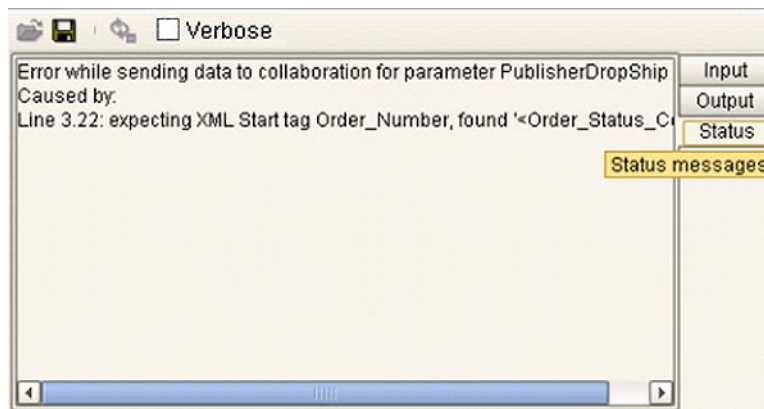 Verbose
Error while sending data to collaboration for parameter PublisherDropShip
Caused by:
Line 3.22: expecting XML Start tag Order_Number, found '<Order_Status_C
Input
Output
Status
Status messages